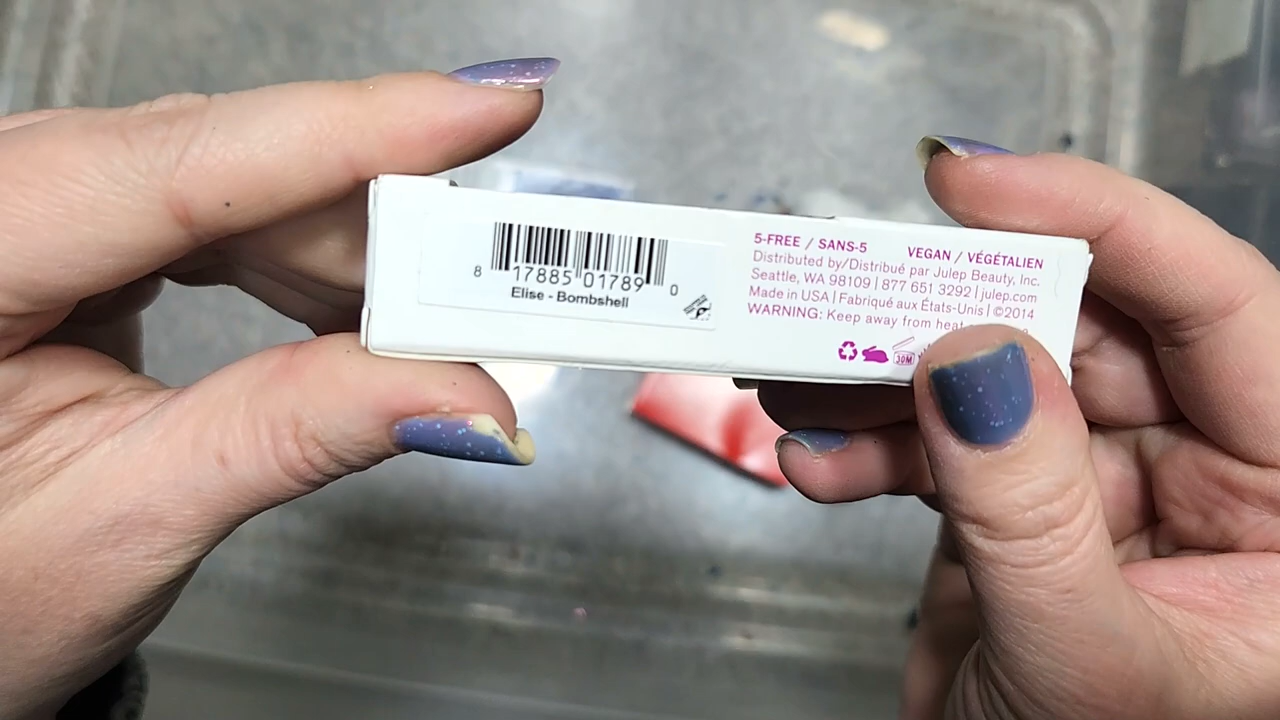 8 17885 01789 0
Elise - Bombshell
5-FREE / SANS-5 VEGAN / VÉGÉTALIEN
Distributed by/Distribué par Julep Beauty, Inc.
Seattle, WA 98109 | 877 651 3292 | julep.com
Made in USA | Fabriqué aux États-Unis | ©2014
WARNING: Keep away from heat
30M